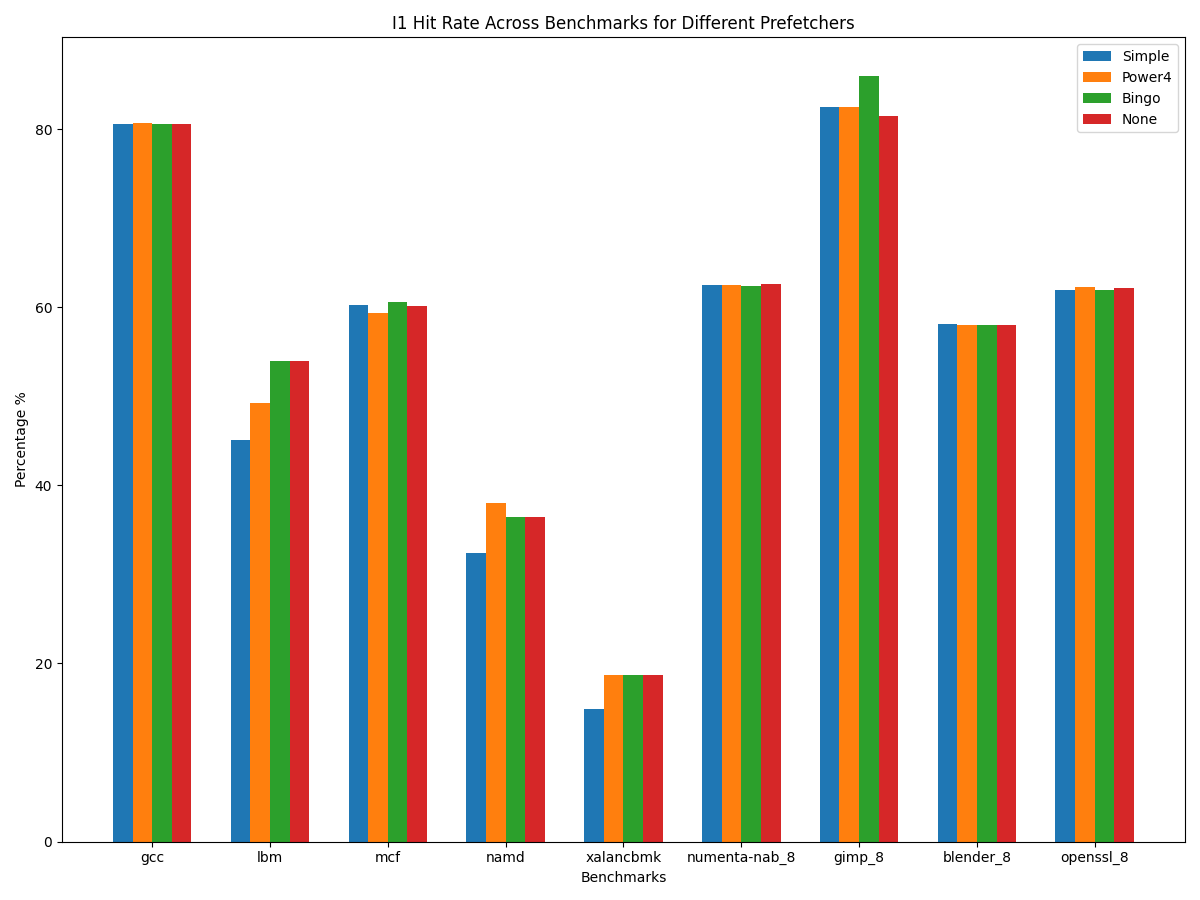 I1 Hit Rate Across Benchmarks for Different Prefetchers
Simple
Power4
Bingo
None
Percentage %
80
60
40
20
0
gcc lbm mcf namd xalancbmk numenta-nab_8 gimp_8 blender_8 openssl_8
Benchmarks